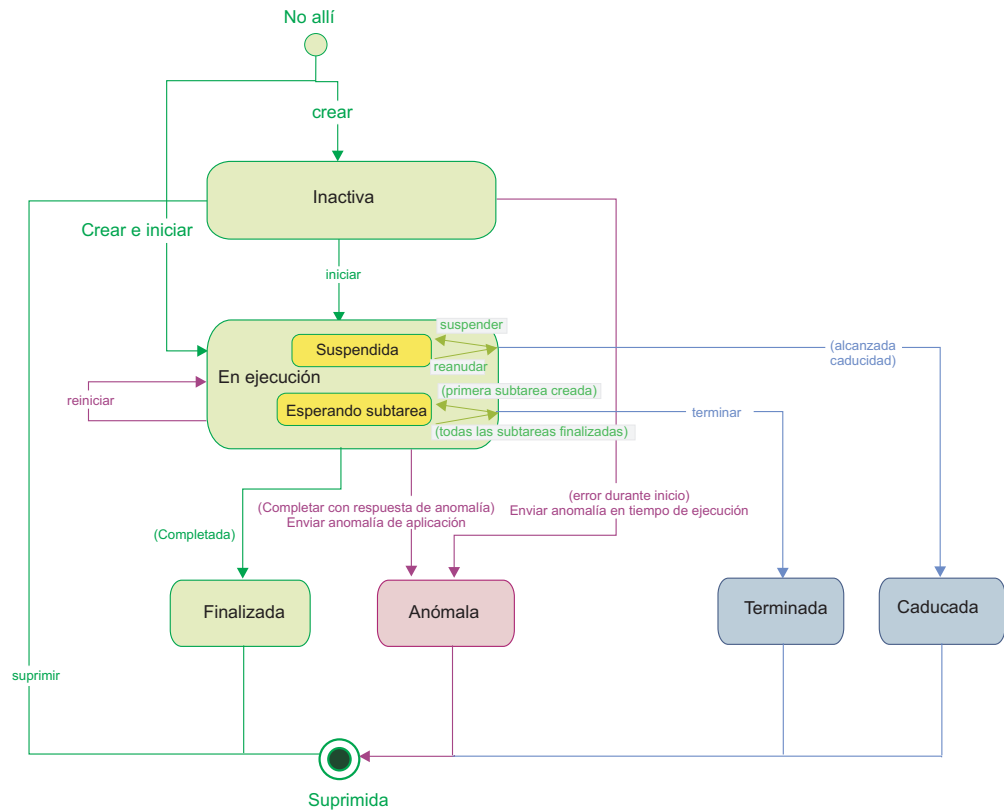 No allí
crear
Inactiva
Crear e iniciar
iniciar
suspender
Suspendida
(alcanzada
caducidad)
reanudar
En ejecución
(primera subtarea creada)
reiniciar
Esperando subtarea
terminar
(todas las subtareas finalizadas)
(error durante inicio)
Enviar anomalía en tiempo de ejecución
(Completar con respuesta de anomalía)
Enviar anomalía de aplicación
(Completada)
Finalizada
Anómala
Terminada
Caducada
suprimir
Suprimida